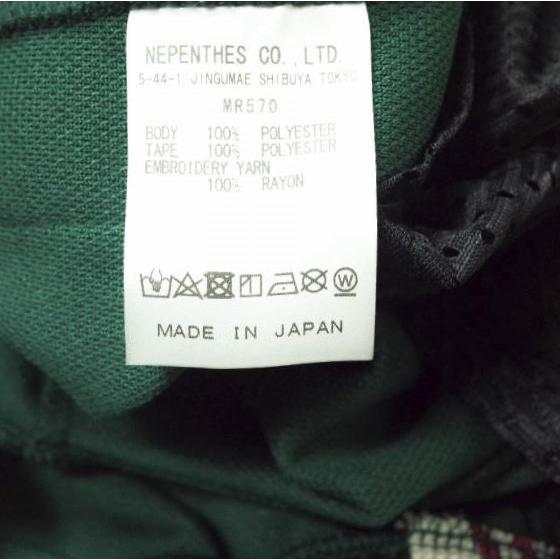 NEPENTHES CO.,LTD.
5-44-1 JINGUMAE SHIBUYA TOKYO
MR570
BODY 100% POLYESTER
TAPE 100% POLYESTER
EMBROIDERY YARN
100% RAYON
W
MADE IN JAPAN